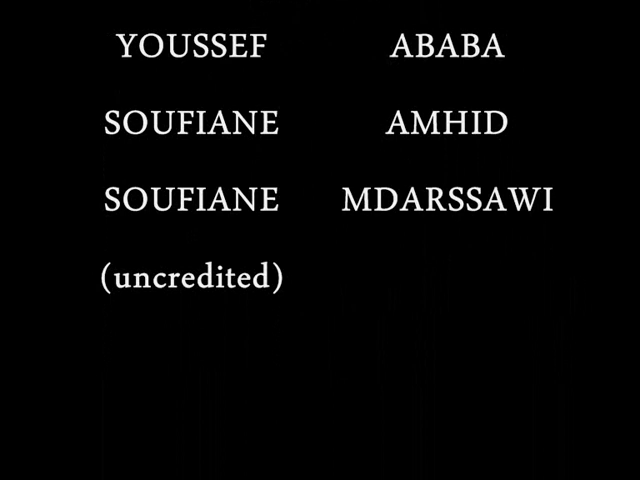 YOUSSEF ABABA
SOUFIANE AMHID
SOUFIANE MDARSSAWI
(uncredited)